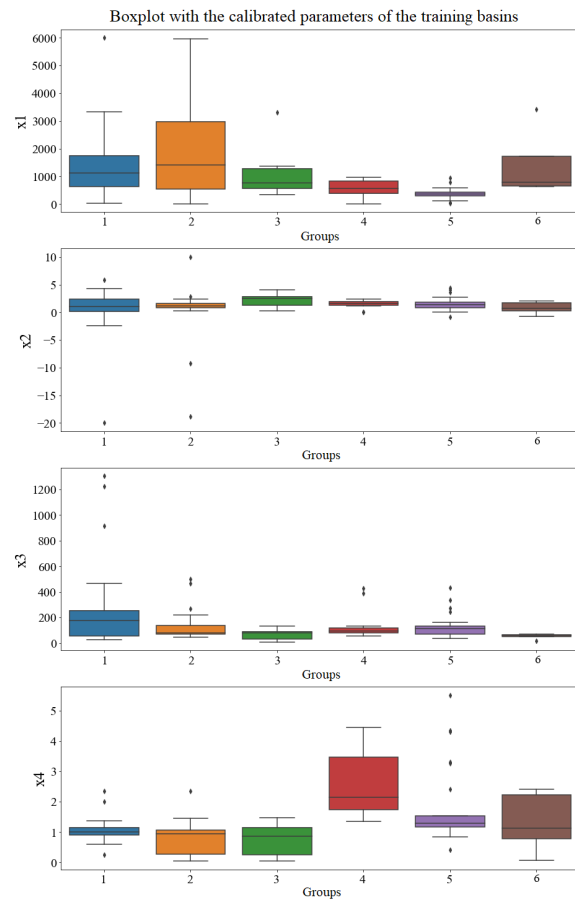 Boxplot with the calibrated parameters of the training basins
6000
5000
4000
3000
2000
1000
0
x1
1 2 3 4 5 6
Groups
10
5
0
−5
−10
−15
−20
x2
1 2 3 4 5 6
Groups
1200
1000
800
600
400
200
0
x3
1 2 3 4 5 6
Groups
5
4
3
2
1
0
x4
1 2 3 4 5 6
Groups